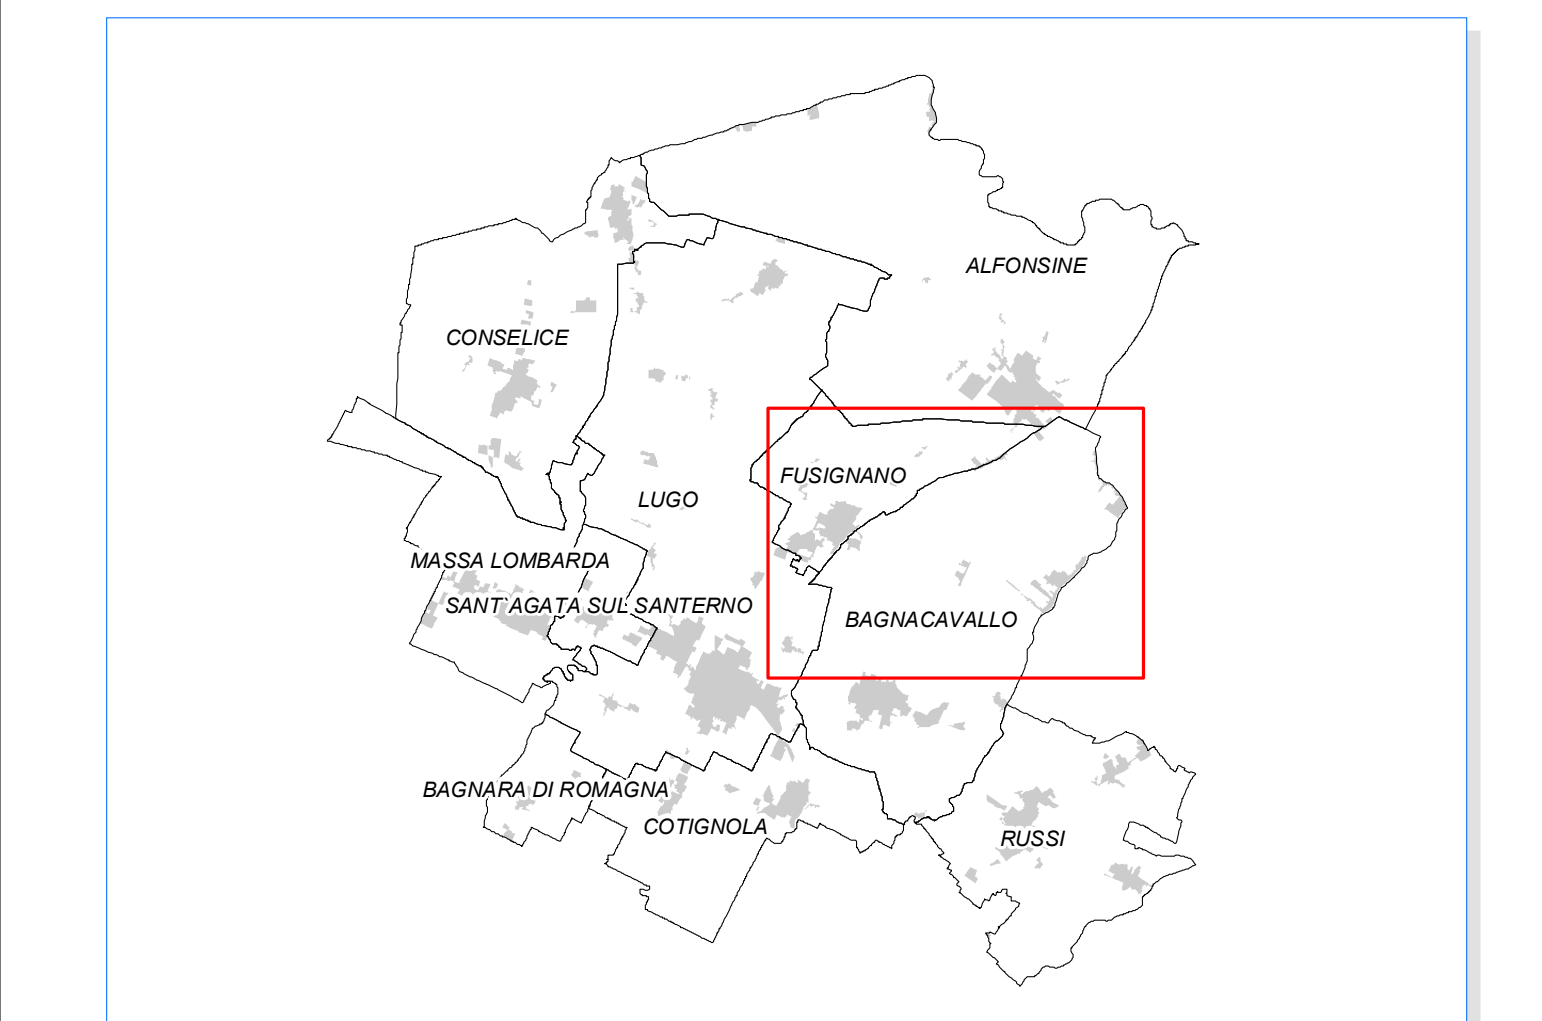 ALFONSINE
CONSELICE
FUSIGNANO
LUGO
MASSA LOMBARDA
SANT`AGATA SUL SANTERNO
BAGNACAVALLO
BAGNARA DI ROMAGNA
COTIGNOLA
RUSSI